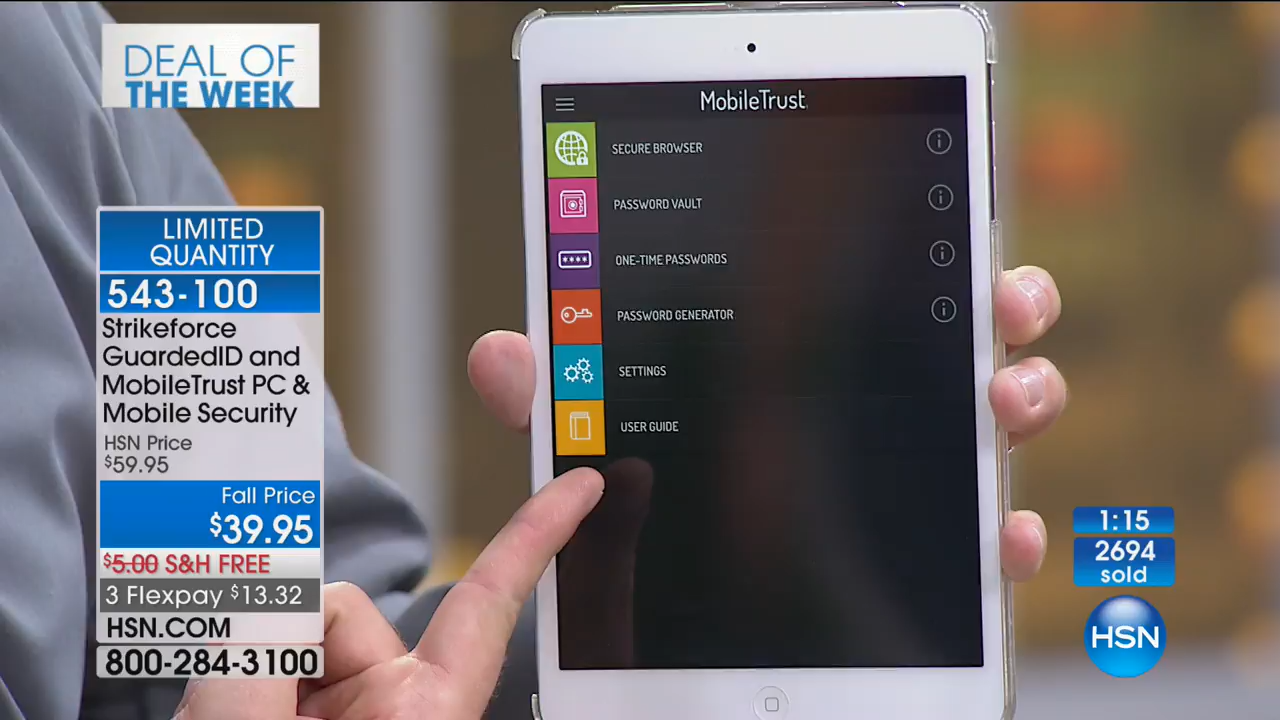 DEAL OF
THE WEEK
LIMITED
QUANTITY
543-100
Strikeforce
GuardedID and
MobileTrust PC &
Mobile Security
HSN Price
$59.95
Fall Price
$39.95
$5.00 S&H FREE
3 Flexpay $13.32
HSN.COM
800-284-3100
MobileTrust
SECURE BROWSER
PASSWORD VAULT
ONE-TIME PASSWORDS
PASSWORD GENERATOR
SETTINGS
USER GUIDE
1:15
2694
sold
HSN